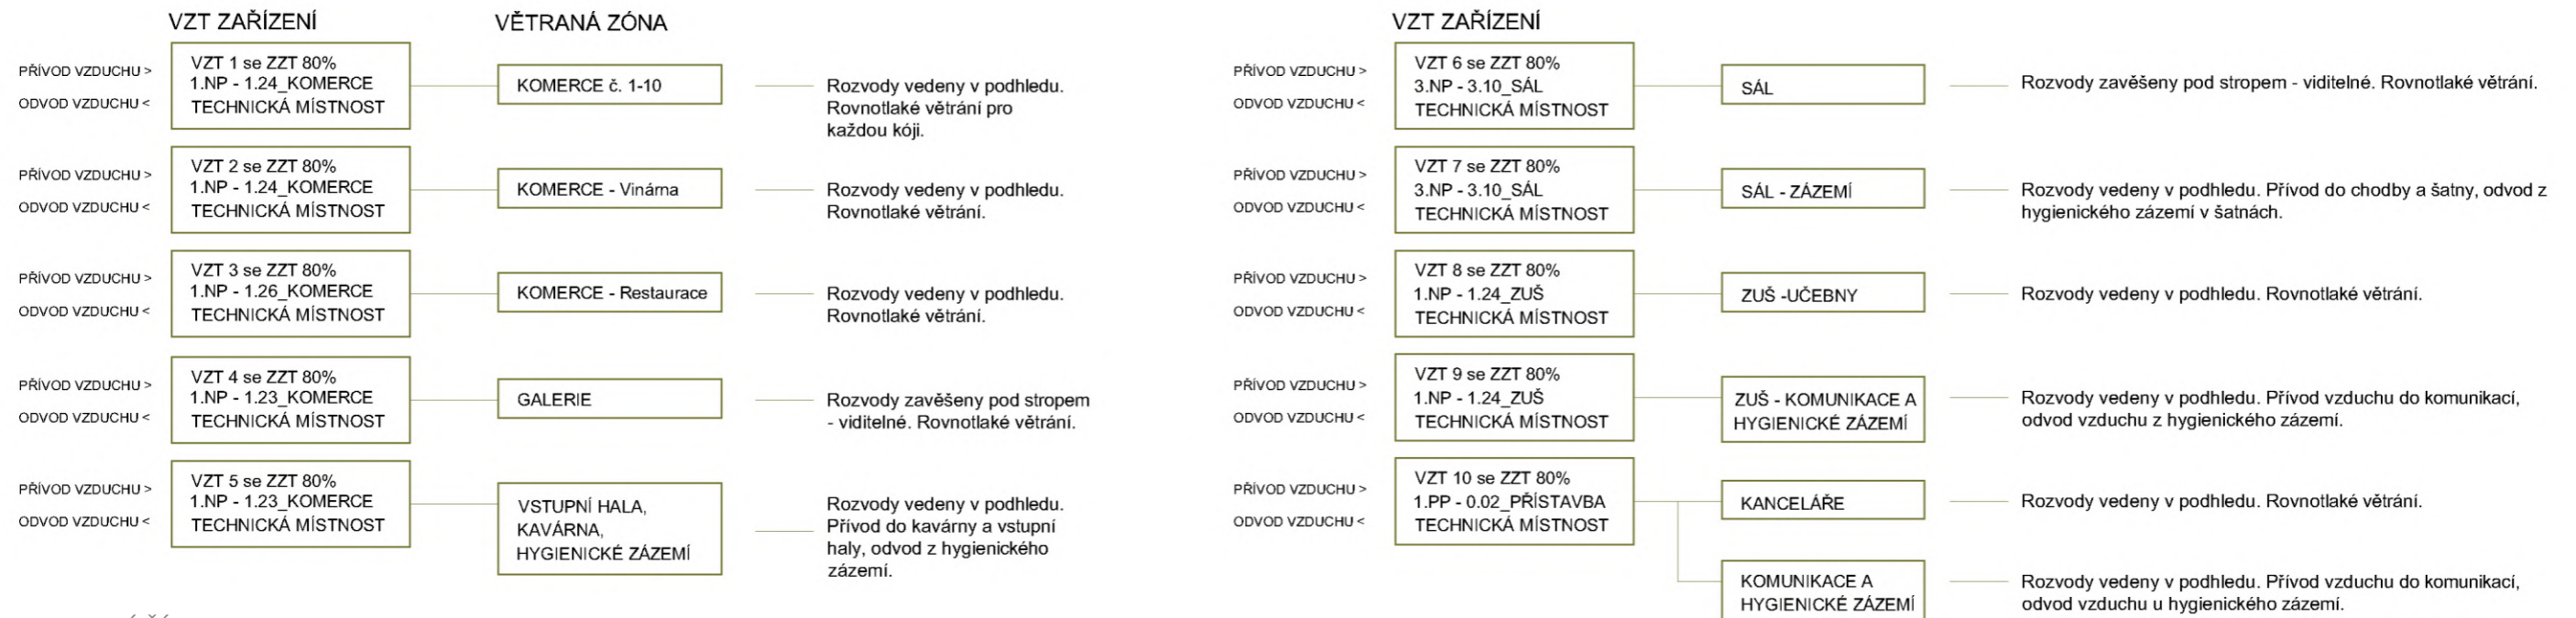 VZT ZAŘÍZENÍ
VĚTRANÁ ZÓNA
PŘÍVOD VZDUCHU >
ODVOD VZDUCHU <
VZT 1 se ZZT 80%
1.NP - 1.24_KOMERCE
TECHNICKÁ MÍSTNOST
KOMERCE č. 1-10
Rozvody vedeny v podhledu.
Rovnotlaké větrání pro
každou kóji.
PŘÍVOD VZDUCHU >
ODVOD VZDUCHU <
VZT 2 se ZZT 80%
1.NP - 1.24_KOMERCE
TECHNICKÁ MÍSTNOST
KOMERCE - Vinárna
Rozvody vedeny v podhledu.
Rovnotlaké větrání.
PŘÍVOD VZDUCHU >
ODVOD VZDUCHU <
VZT 3 se ZZT 80%
1.NP - 1.26_KOMERCE
TECHNICKÁ MÍSTNOST
KOMERCE - Restaurace
Rozvody vedeny v podhledu.
Rovnotlaké větrání.
PŘÍVOD VZDUCHU >
ODVOD VZDUCHU <
VZT 4 se ZZT 80%
1.NP - 1.23_KOMERCE
TECHNICKÁ MÍSTNOST
GALERIE
Rozvody zavěšeny pod stropem
- viditelné. Rovnotlaké větrání.
PŘÍVOD VZDUCHU >
ODVOD VZDUCHU <
VZT 5 se ZZT 80%
1.NP - 1.23_KOMERCE
TECHNICKÁ MÍSTNOST
VSTUPNÍ HALA,
KAVÁRNA,
HYGIENICKÉ ZÁZEMÍ
Rozvody vedeny v podhledu.
Přívod do kavárny a vstupní
haly, odvod z hygienického
zázemí.
VZT ZAŘÍZENÍ
PŘÍVOD VZDUCHU >
ODVOD VZDUCHU <
VZT 6 se ZZT 80%
3.NP - 3.10_SÁL
TECHNICKÁ MÍSTNOST
SÁL
Rozvody zavěšeny pod stropem - viditelné. Rovnotlaké větrání.
PŘÍVOD VZDUCHU >
ODVOD VZDUCHU <
VZT 7 se ZZT 80%
3.NP - 3.10_SÁL
TECHNICKÁ MÍSTNOST
SÁL - ZÁZEMÍ
Rozvody vedeny v podhledu. Přívod do chodby a šatny, odvod z
hygienického zázemí v šatnách.
PŘÍVOD VZDUCHU >
ODVOD VZDUCHU <
VZT 8 se ZZT 80%
1.NP - 1.24_ZUŠ
TECHNICKÁ MÍSTNOST
ZUŠ -UČEBNY
Rozvody vedeny v podhledu. Rovnotlaké větrání.
PŘÍVOD VZDUCHU >
ODVOD VZDUCHU <
VZT 9 se ZZT 80%
1.NP - 1.24_ZUŠ
TECHNICKÁ MÍSTNOST
ZUŠ - KOMUNIKACE A
HYGIENICKÉ ZÁZEMÍ
Rozvody vedeny v podhledu. Přívod vzduchu do komunikací,
odvod vzduchu z hygienického zázemí.
PŘÍVOD VZDUCHU >
ODVOD VZDUCHU <
VZT 10 se ZZT 80%
1.PP - 0.02_PŘÍSTAVBA
TECHNICKÁ MÍSTNOST
KANCELÁŘE
Rozvody vedeny v podhledu. Rovnotlaké větrání.
KOMUNIKACE A
HYGIENICKÉ ZÁZEMÍ
Rozvody vedeny v podhledu. Přívod vzduchu do komunikací,
odvod vzduchu u hygienického zázemí.